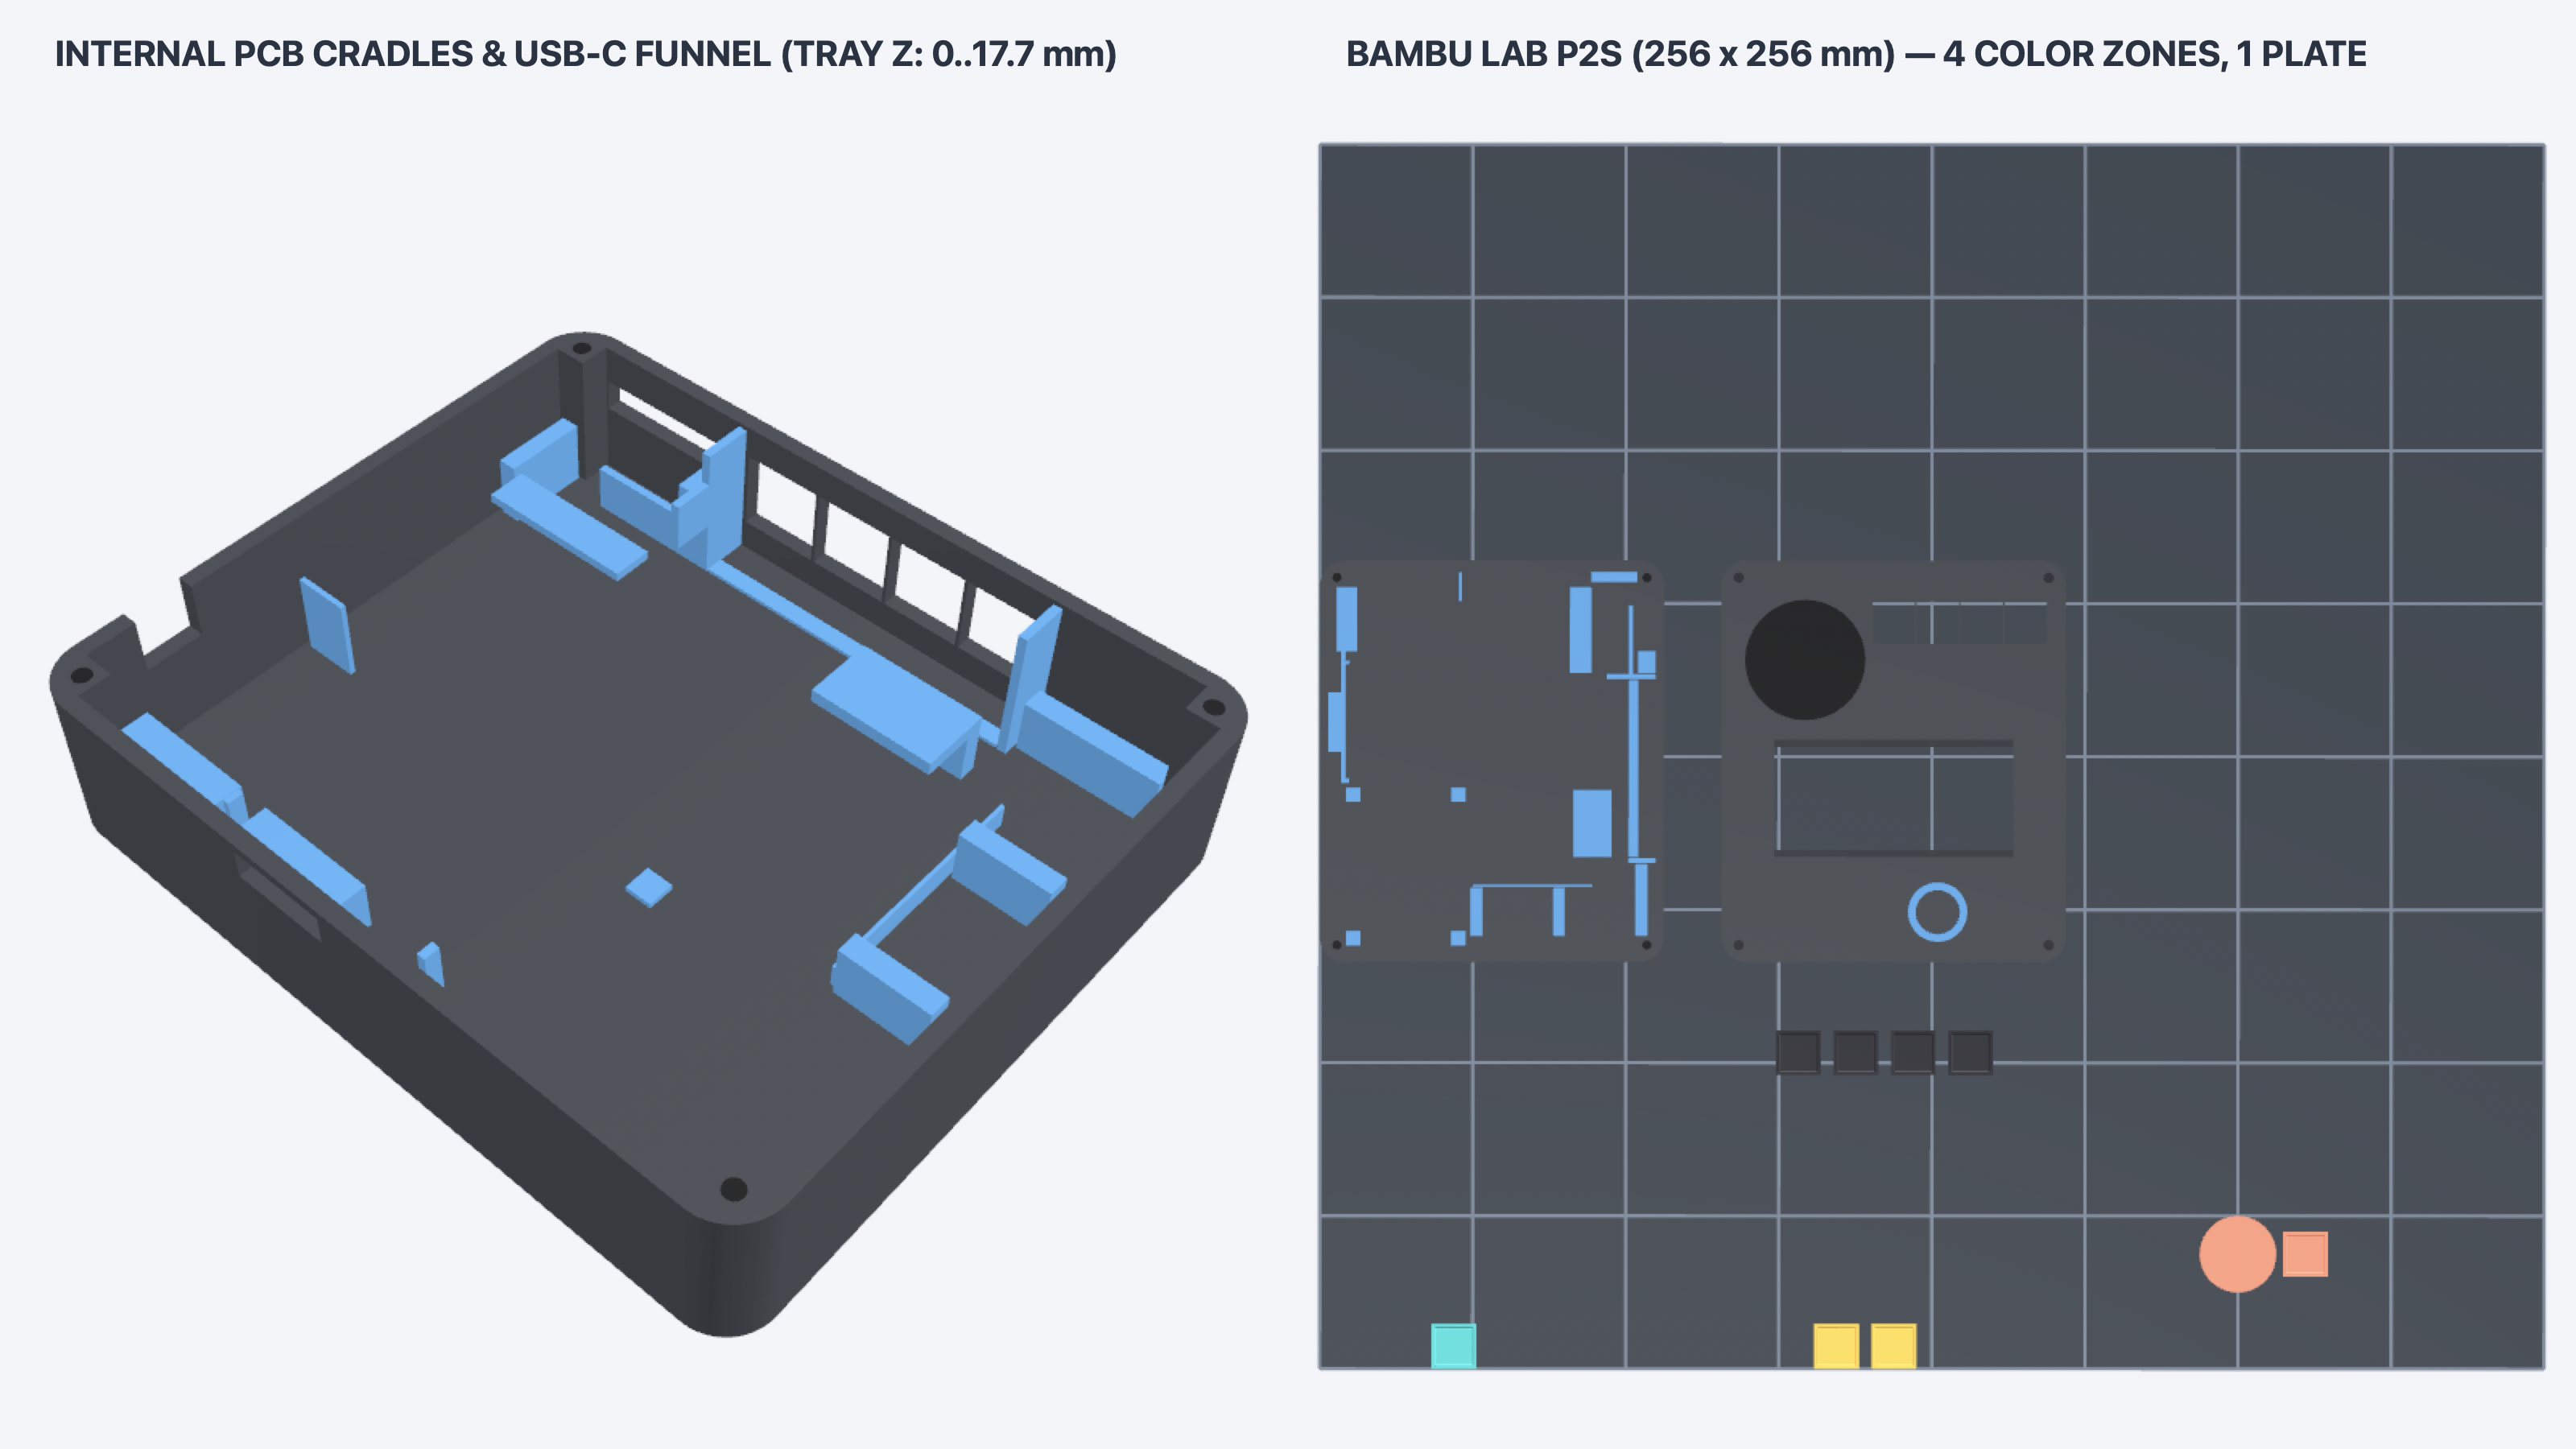 INTERNAL PCB CRADLES & USB-C FUNNEL (TRAY Z: 0..17.7 mm)
BAMBU LAB P2S (256 x 256 mm) — 4 COLOR ZONES, 1 PLATE